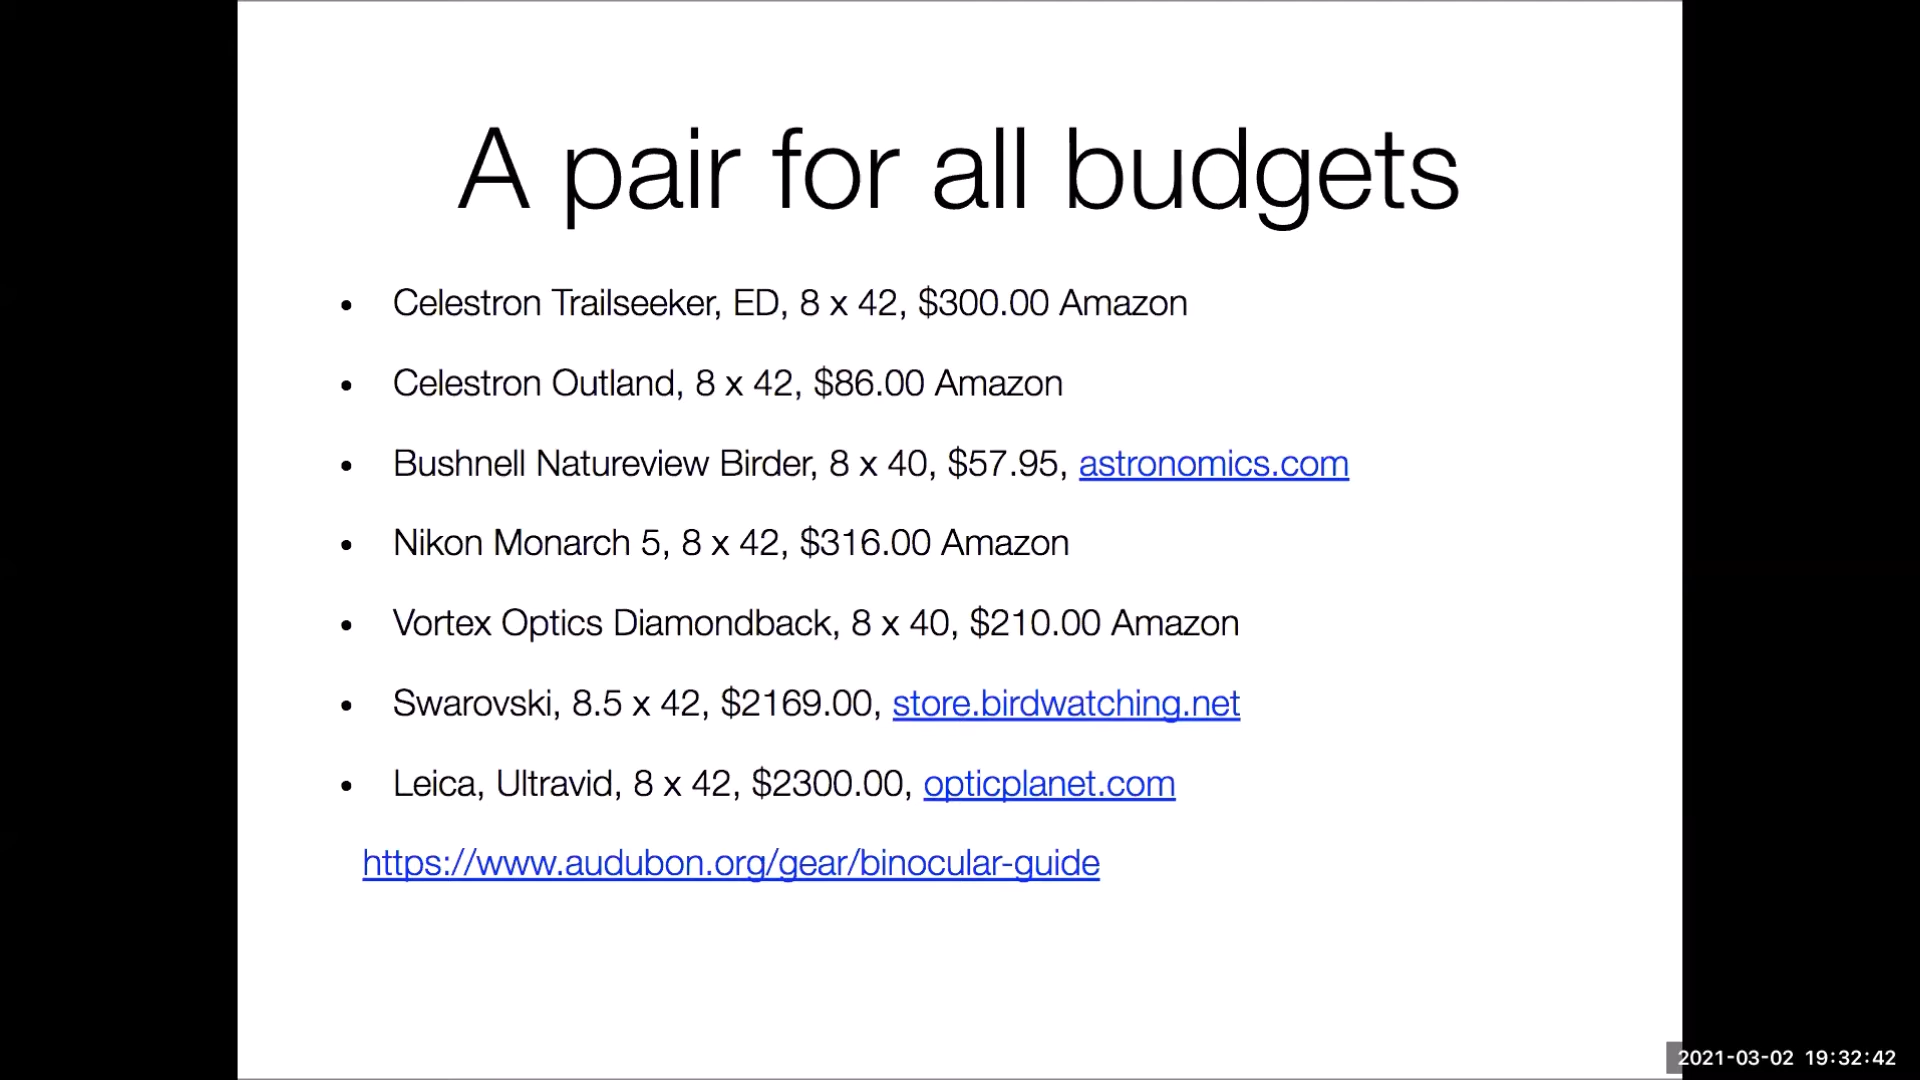 A pair for all budgets
• Celestron Trailseeker, ED, 8 x 42, $300.00 Amazon
• Celestron Outland, 8 x 42, $86.00 Amazon
• Bushnell Natureview Birder, 8 x 40, $57.95, astronomics.com
• Nikon Monarch 5, 8 x 42, $316.00 Amazon
• Vortex Optics Diamondback, 8 x 40, $210.00 Amazon
• Swarovski, 8.5 x 42, $2169.00, store.birdwatching.net
• Leica, Ultravid, 8 x 42, $2300.00, opticplanet.com
https://www.audubon.org/gear/binocular-guide
2021-03-02 19:32:42